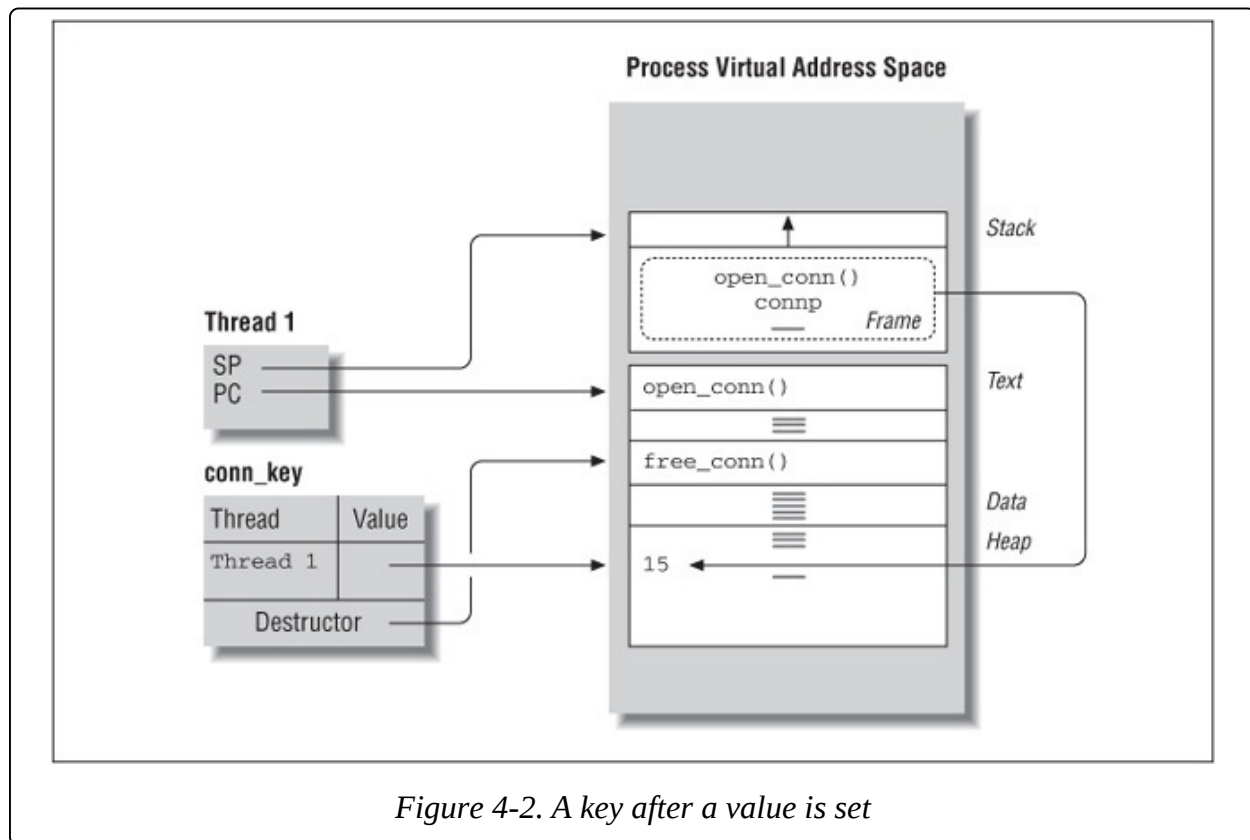 Process Virtual Address Space
Stack
open_conn()
connp
Frame
Thread 1
SP
PC
Text
open_conn()
free_conn()
conn_key
Thread Value
Thread 1
Destructor
Data
Heap
15
Figure 4-2. A key after a value is set